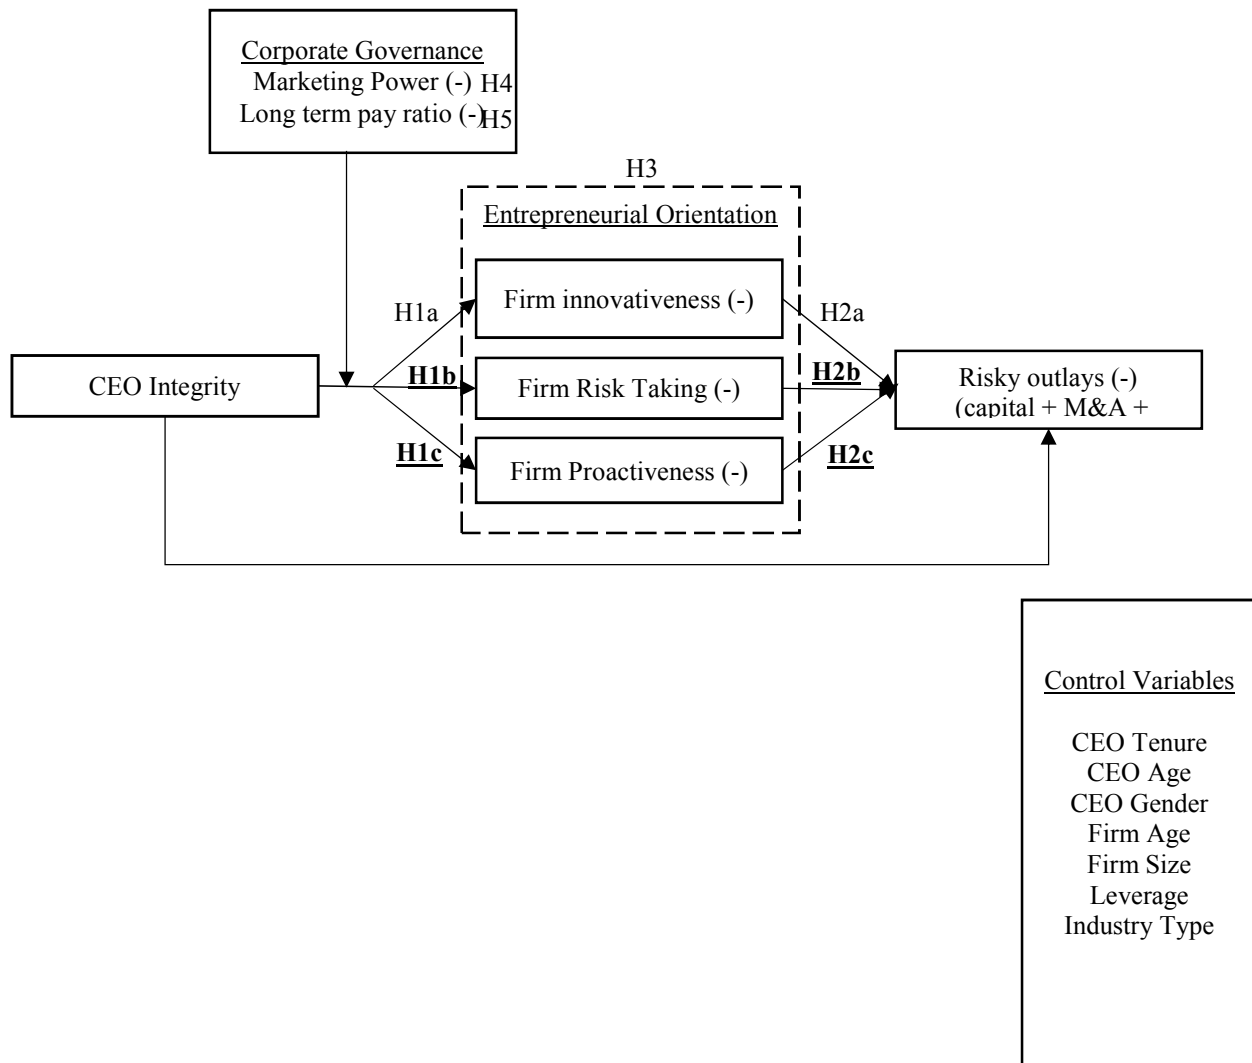 Corporate Governance
Marketing Power (-) H4
Long term pay ratio (-) H5
H3
Entrepreneurial Orientation
Firm innovativeness (-)
H1a
H2a
CEO Integrity
H1b
Firm Risk Taking (-)
H2b
Risky outlays (-)
(capital + M&A +
H1c
Firm Proactiveness (-)
H2c
Control Variables
CEO Tenure
CEO Age
CEO Gender
Firm Age
Firm Size
Leverage
Industry Type